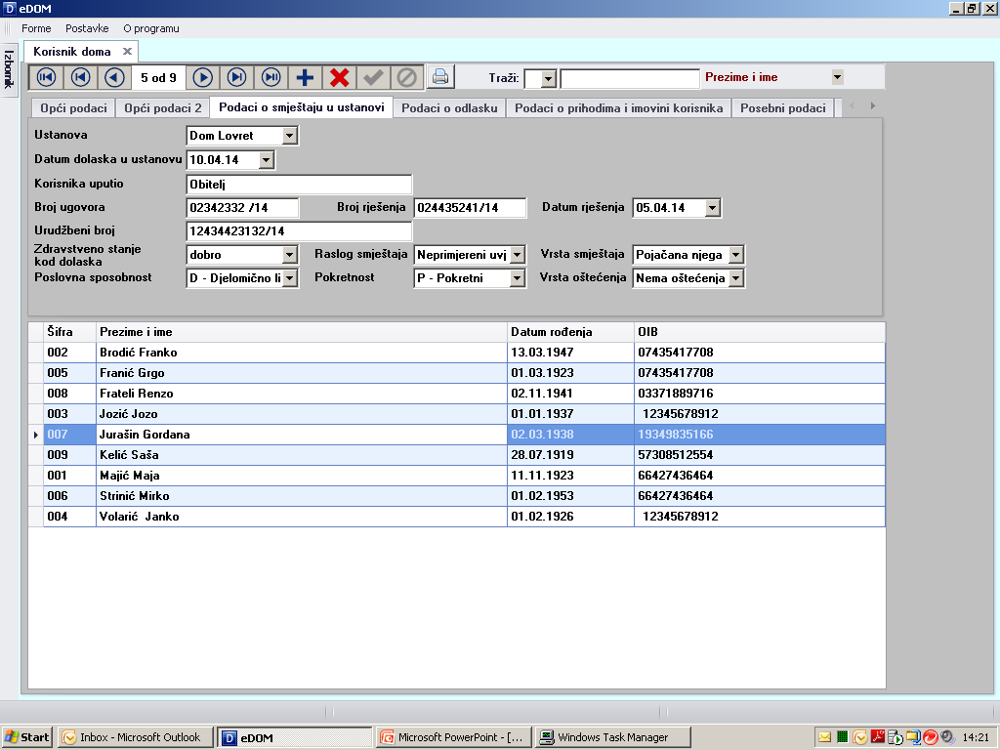 eDOM
Forme Postavke O programu
Izbornik
Korisnik doma
5 od 9 Traži: Prezime i ime
Opći podaci Opći podaci 2 Podaci o smještaju u ustanovi Podaci o odlasku Podaci o prihodima i imovini korisnika Posebni podaci
Ustanova Dom Lovret
Datum dolaska u ustanovu 10.04.14
Korisnika uputio Obitelj
Broj ugovora 02342332 /14 Broj rješenja 024435241/14 Datum rješenja 05.04.14
Urudžbeni broj 12434423132/14
Zdravstveno stanje
kod dolaska dobro Raslog smještaja Neprimjereni uvj Vrsta smještaja Pojačana njega
Poslovna sposobnost D - Djelomično li Pokretnost P - Pokretni Vrsta oštećenja Nema oštećenja
Šifra Prezime i ime Datum rođenja OIB
002 Brodić Franko 13.03.1947 07435417708
005 Franić Grgo 01.03.1923 07435417708
008 Frateli Renzo 02.11.1941 03371889716
003 Jozić Jozo 01.01.1937 12345678912
007 Jurašin Gordana 02.03.1938 19349835166
009 Kelić Saša 28.07.1919 57308512554
001 Majić Maja 11.11.1923 66427436464
006 Strinić Mirko 01.02.1953 66427436464
004 Volarić Janko 01.02.1926 12345678912
Start Inbox - Microsoft Outlook eDOM Microsoft PowerPoint - [... Windows Task Manager 14:21